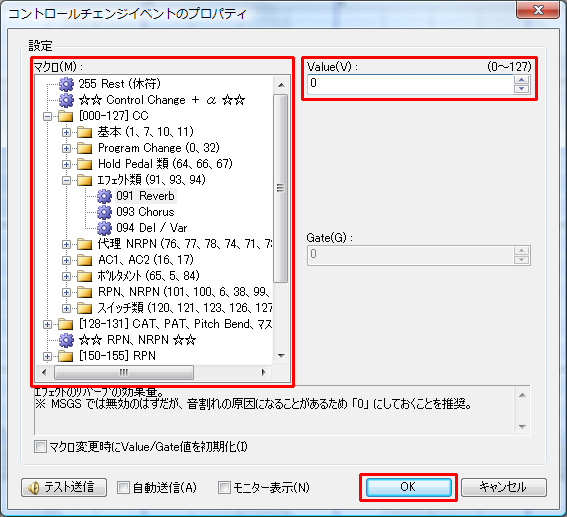 コントロールチェンジイベントのプロパティ
設定
マクロ(M) :
255 Rest (休符)
☆☆ Control Change + α ☆☆
[000-127] CC
基本 (1, 7, 10, 11)
Program Change (0, 32)
Hold Pedal 類 (64, 66, 67)
エフェクト類 (91, 93, 94)
091 Reverb
093 Chorus
094 Del / Var
代理 NRPN (76, 77, 78, 74, 71, 73
AC1, AC2 (16, 17)
ポルタメント (65, 5, 84)
RPN、NRPN (101, 100, 6, 38, 99,
スイッチ類 (120, 121, 123, 126, 127
[128-131] CAT, PAT, Pitch Bend、マス
☆☆ RPN、NRPN ☆☆
[150-155] RPN
Value(V) : (0～127)
0
Gate(G) :
0
エフェクトのリバーブの効果量。
※ MSGS では無効のはずだが、音割れの原因になることがあるため「0」にしておくことを推奨。
マクロ変更時にValue/Gate値を初期化(I)
テスト送信
自動送信(A)
モニター表示(N)
OK
キャンセル